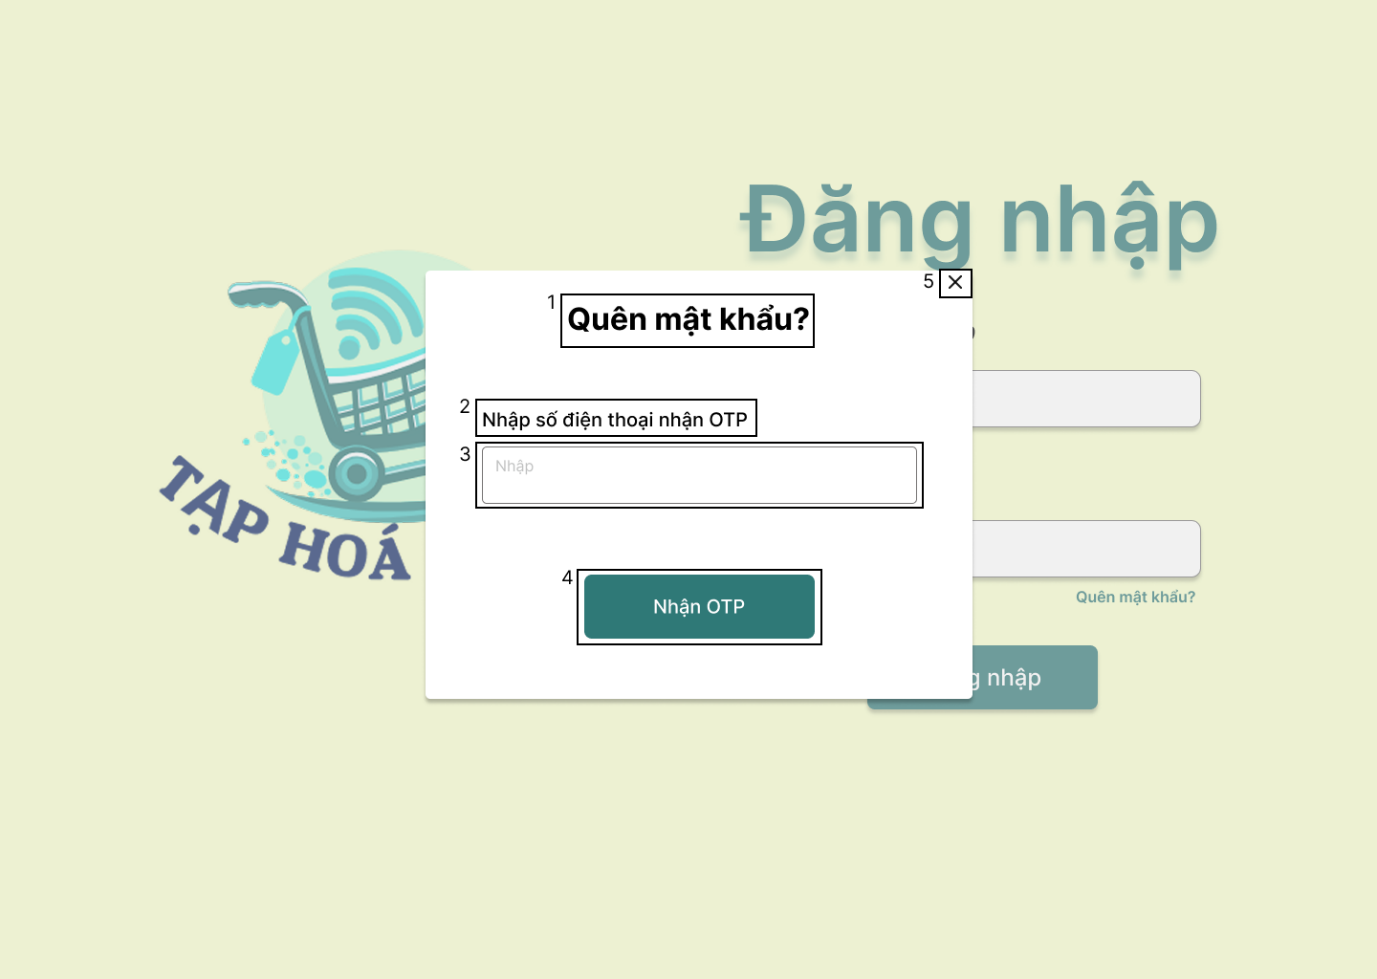 Đăng nhập
5
1
Quên mật khẩu?
2
Nhập số điện thoại nhận OTP
3
Nhập
4
Nhận OTP
TẠP HOÁ
Quên mật khẩu?
nhập